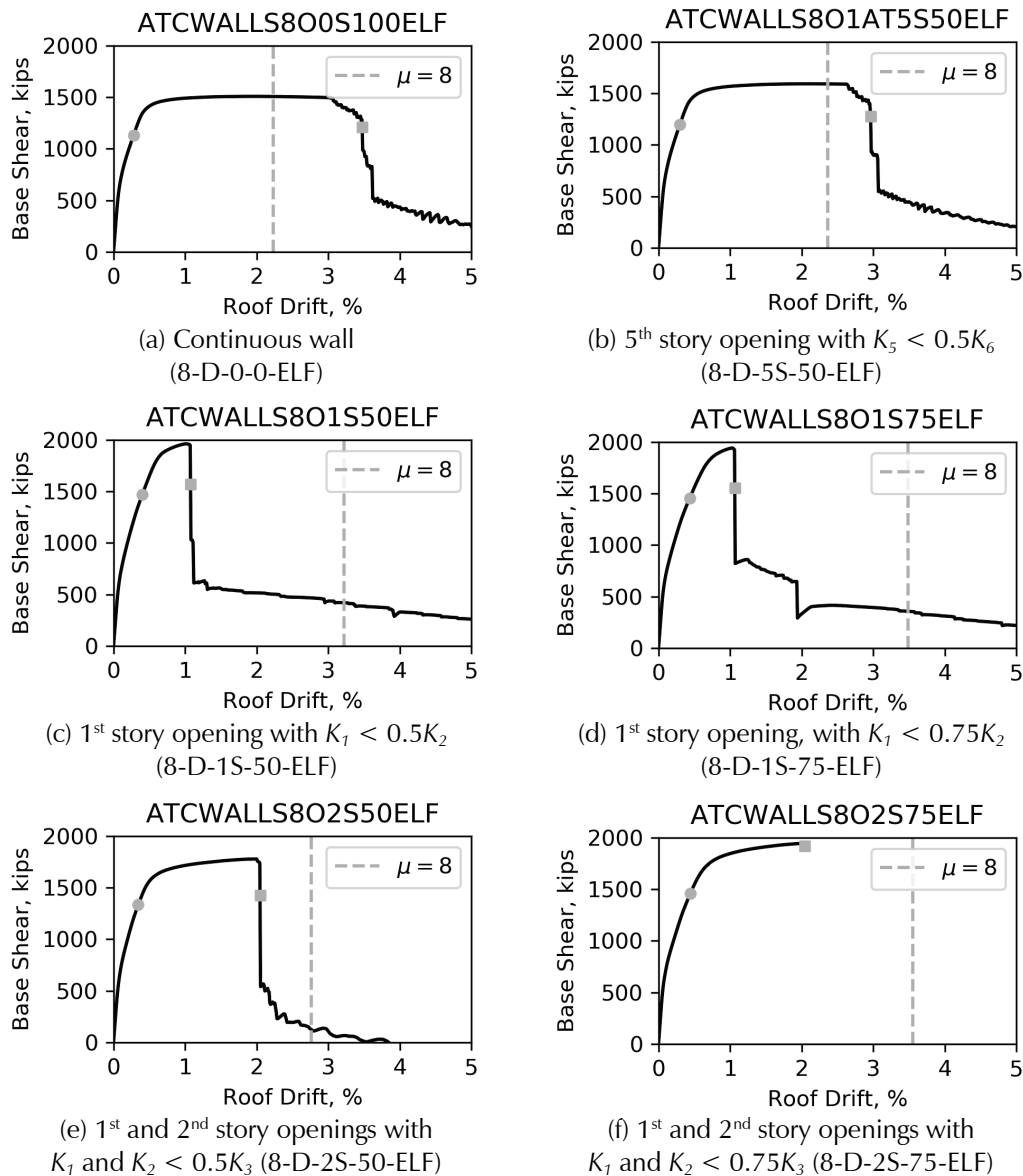 ATCWALLS8O0S100ELF
Base Shear, kips
2000
1500
1000
500
0
μ = 8
0 1 2 3 4 5
Roof Drift, %
(a) Continuous wall
(8-D-0-0-ELF)
ATCWALLS8O1AT5S50ELF
Base Shear, kips
2000
1500
1000
500
0
μ = 8
0 1 2 3 4 5
Roof Drift, %
(b) 5th story opening with K5 < 0.5K6
(8-D-5S-50-ELF)
ATCWALLS8O1S50ELF
Base Shear, kips
2000
1500
1000
500
0
μ = 8
0 1 2 3 4 5
Roof Drift, %
(c) 1st story opening with K1 < 0.5K2
(8-D-1S-50-ELF)
ATCWALLS8O1S75ELF
Base Shear, kips
2000
1500
1000
500
0
μ = 8
0 1 2 3 4 5
Roof Drift, %
(d) 1st story opening, with K1 < 0.75K2
(8-D-1S-75-ELF)
ATCWALLS8O2S50ELF
Base Shear, kips
2000
1500
1000
500
0
μ = 8
0 1 2 3 4 5
Roof Drift, %
(e) 1st and 2nd story openings with
K1 and K2 < 0.5K3 (8-D-2S-50-ELF)
ATCWALLS8O2S75ELF
Base Shear, kips
2000
1500
1000
500
0
μ = 8
0 1 2 3 4 5
Roof Drift, %
(f) 1st and 2nd story openings with
K1 and K2 < 0.75K3 (8-D-2S-75-ELF)